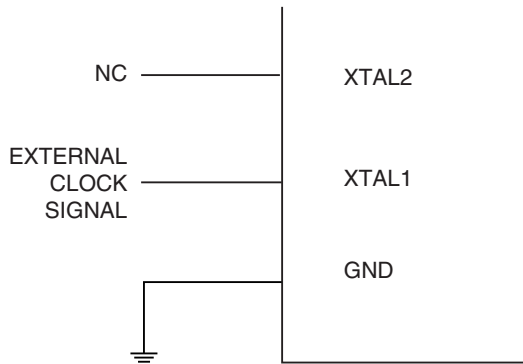 NC
XTAL2
EXTERNAL
CLOCK
SIGNAL
XTAL1
GND